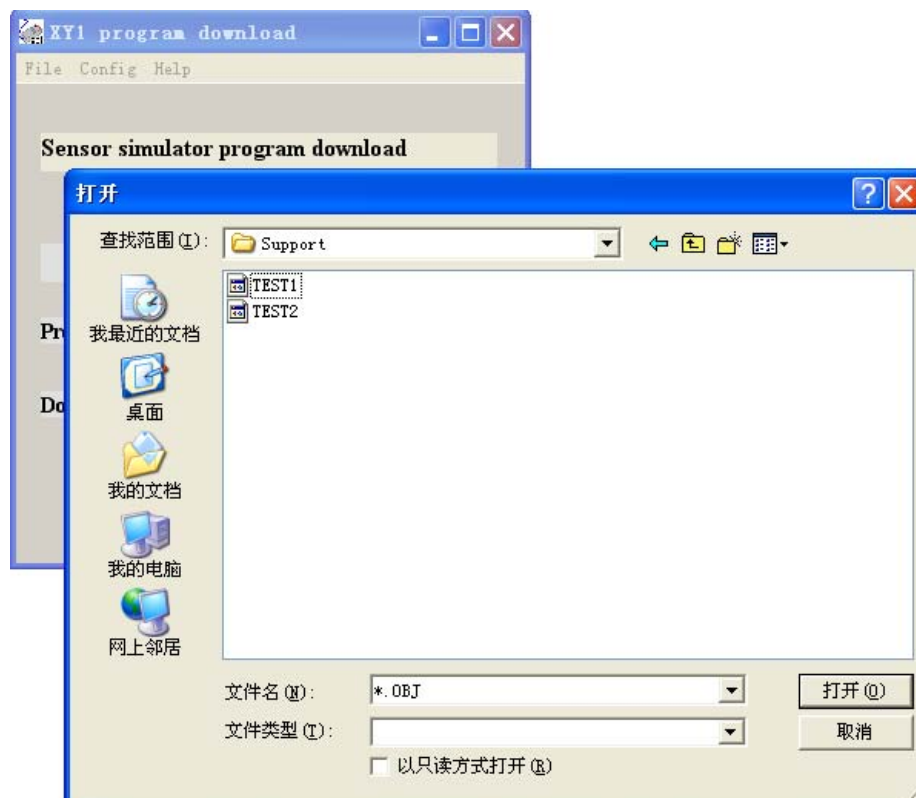 XY1 program download
File Config Help
Sensor simulator program download
打开
查找范围(I):
Support
TEST1
TEST2
我最近的文档
桌面
我的文档
我的电脑
网上邻居
文件名(N):
*.OBJ
打开(O)
文件类型(T):
取消
以只读方式打开(R)